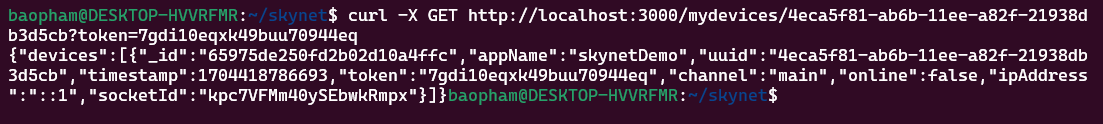 baopham@DESKTOP-HVVRFMR:~/skynet$ curl -X GET http://localhost:3000/mydevices/4eca5f81-ab6b-11ee-a82f-21938d
b3d5cb?token=7gdi10eqxk49buu70944eq
{"devices":[{"_id":"65975de250fd2b02d10a4ffc","appName":"skynetDemo","uuid":"4eca5f81-ab6b-11ee-a82f-21938db
3d5cb","timestamp":1704418786693,"token":"7gdi10eqxk49buu70944eq","channel":"main","online":false,"ipAddress
":"::1","socketId":"kpc7VFMm40ySEbwkRmpx"}]}baopham@DESKTOP-HVVRFMR:~/skynet$